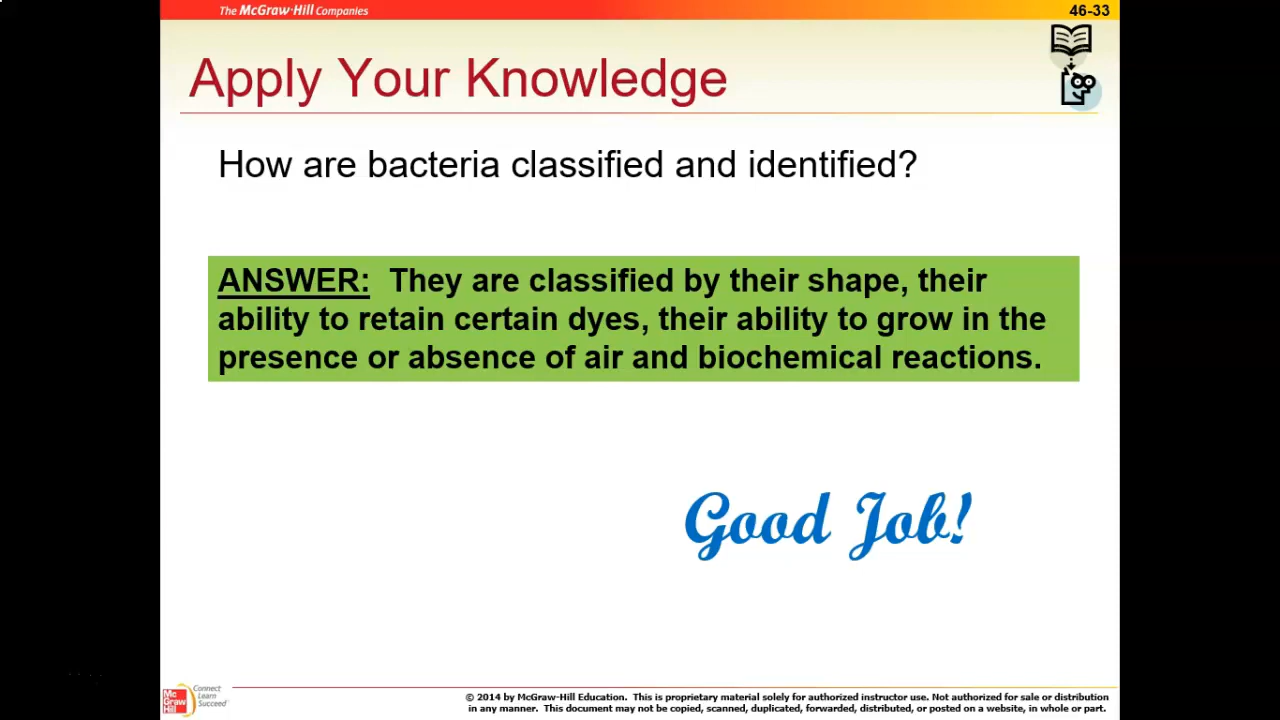 The McGraw·Hill Companies
46-33
Apply Your Knowledge
How are bacteria classified and identified?
ANSWER: They are classified by their shape, their
ability to retain certain dyes, their ability to grow in the
presence or absence of air and biochemical reactions.
Good Job!
Mc
Graw
Hill
Connect
Learn
Succeed
© 2014 by McGraw-Hill Education. This is proprietary material solely for authorized instructor use. Not authorized for sale or distribution
in any manner. This document may not be copied, scanned, duplicated, forwarded, distributed, or posted on a website, in whole or part.